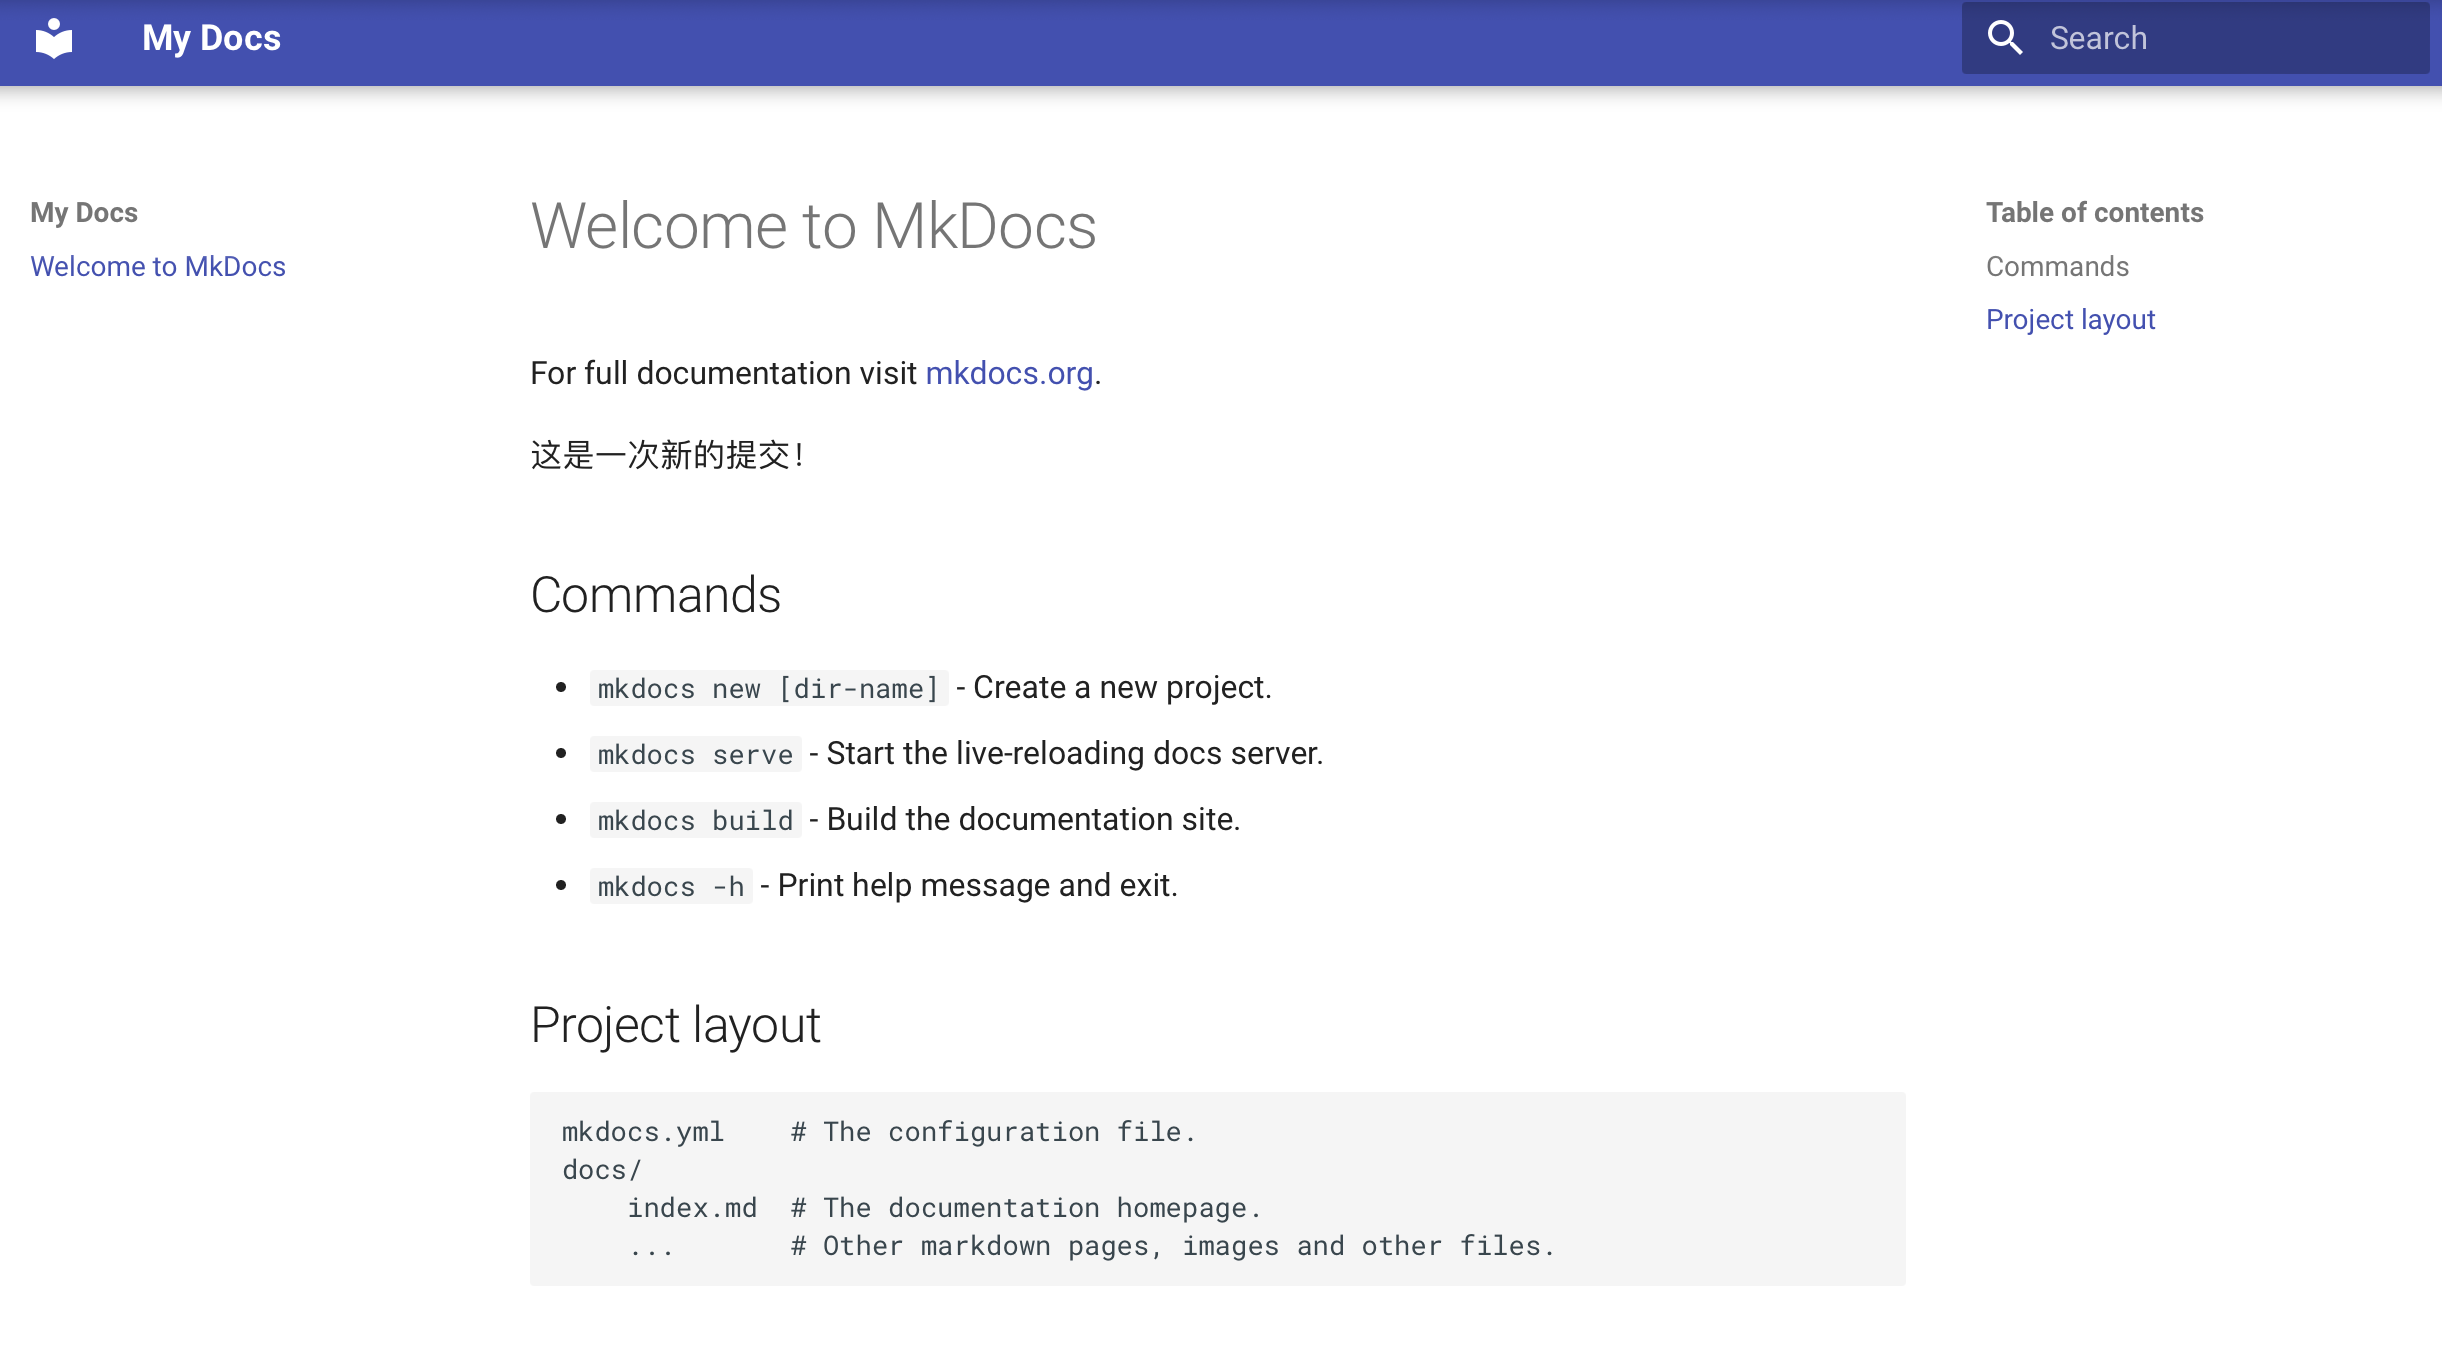 My Docs
Search
My Docs
Welcome to MkDocs
Welcome to MkDocs
For full documentation visit mkdocs.org.
这是一次新的提交！
Commands
mkdocs new [dir-name] - Create a new project.
mkdocs serve - Start the live-reloading docs server.
mkdocs build - Build the documentation site.
mkdocs -h - Print help message and exit.
Project layout
mkdocs.yml    # The configuration file.
docs/
    index.md  # The documentation homepage.
    ...       # Other markdown pages, images and other files.
Table of contents
Commands
Project layout